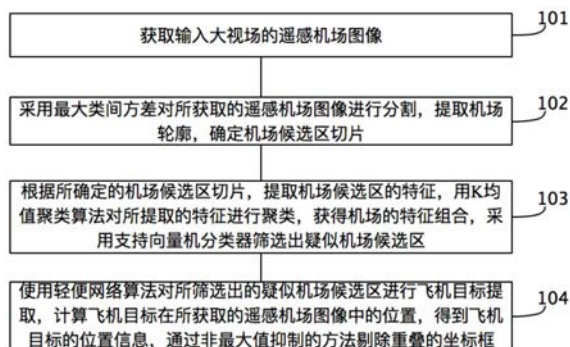 获取输入大视场的遥感机场图像
101
采用最大类间方差对所获取的遥感机场图像进行分割，提取机场
轮廓，确定机场候选区切片
102
根据所确定的机场候选区切片，提取机场候选区的特征，用K均
值聚类算法对所提取的特征进行聚类，获得机场的特征组合，采
用支持向量机分类器筛选出疑似机场候选区
103
使用轻便网络算法对所筛选出的疑似机场候选区进行飞机目标提
取，计算飞机目标在所获取的遥感机场图像中的位置，得到飞机
目标的位置信息，通过非最大值抑制的方法剔除重叠的坐标框
104